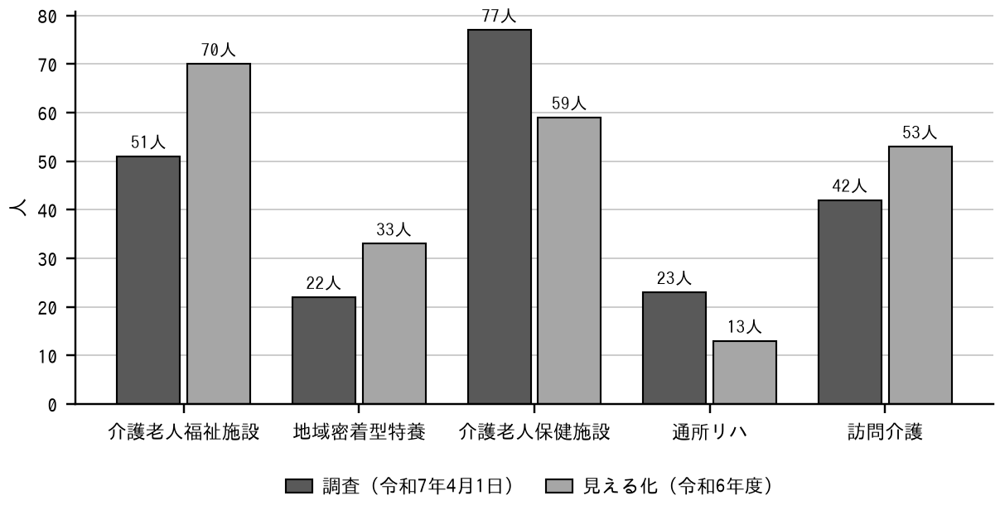 人
80
70
60
50
40
30
20
10
0
51人
70人
22人
33人
77人
59人
23人
13人
42人
53人
介護老人福祉施設
地域密着型特養
介護老人保健施設
通所リハ
訪問介護
調査（令和7年4月1日）
見える化（令和6年度）